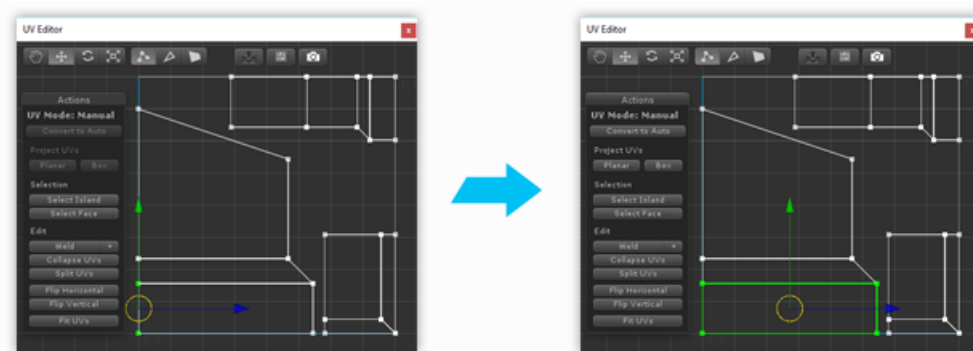 UV Editor
x
Actions
UV Mode: Manual
Convert to Auto
Project UVs
Planar
Box
Selection
Select Island
Select Face
Edit
Weld
Collapse UVs
Split UVs
Flip Horizontal
Flip Vertical
Fit UVs
UV Editor
x
Actions
UV Mode: Manual
Convert to Auto
Project UVs
Planar
Box
Selection
Select Island
Select Face
Edit
Weld
Collapse UVs
Split UVs
Flip Horizontal
Flip Vertical
Fit UVs